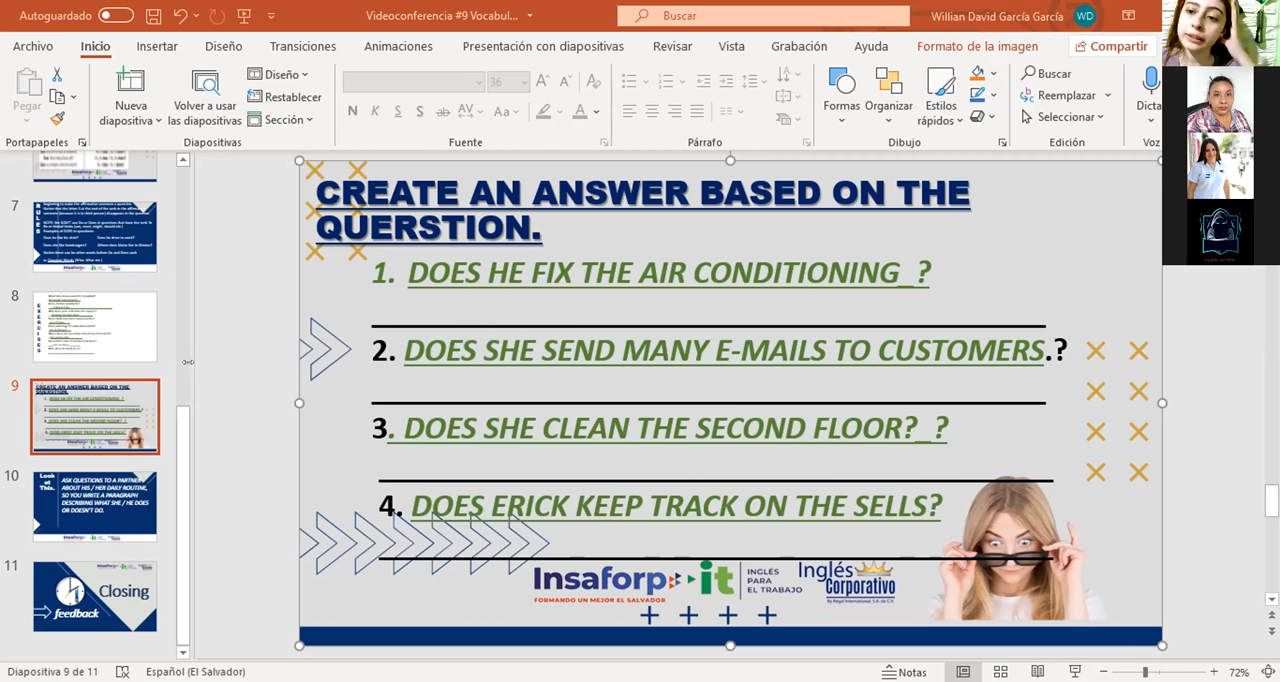 Autoguardado
Videoconferencia #9 Vocabul...
Buscar
Willian David García García
WD
Archivo
Inicio
Insertar
Diseño
Transiciones
Animaciones
Presentación con diapositivas
Revisar
Vista
Grabación
Ayuda
Formato de la imagen
Compartir
Pegar
Nueva diapositiva
Volver a usar las diapositivas
Diseño
Restablecer
Sección
36
N K S S ab AV Aa
Formas
Organizar
Estilos rápidos
Buscar
Reemplazar
Seleccionar
Dicta
Portapapeles
Diapositivas
Fuente
Párrafo
Dibujo
Edición
Voz
7
8
9
10
Look at This.
ASK QUESTIONS TO A PARTNER
ABOUT HIS / HER DAILY ROUTINE,
SO YOU WRITE A PARAGRAPH
DESCRIBING WHAT SHE / HE DOES
OR DOESN'T DO.
11
Closing
feedback
CREATE AN ANSWER BASED ON THE
QUERSTION.
1. DOES HE FIX THE AIR CONDITIONING_?
2. DOES SHE SEND MANY E-MAILS TO CUSTOMERS.?
3. DOES SHE CLEAN THE SECOND FLOOR?_?
4. DOES ERICK KEEP TRACK ON THE SELLS?
Insaforp
FORMANDO UN MEJOR EL SALVADOR
it
INGLÉS
PARA
EL TRABAJO
Inglés
Corporativo
Diapositiva 9 de 11
Español (El Salvador)
Notas
72%